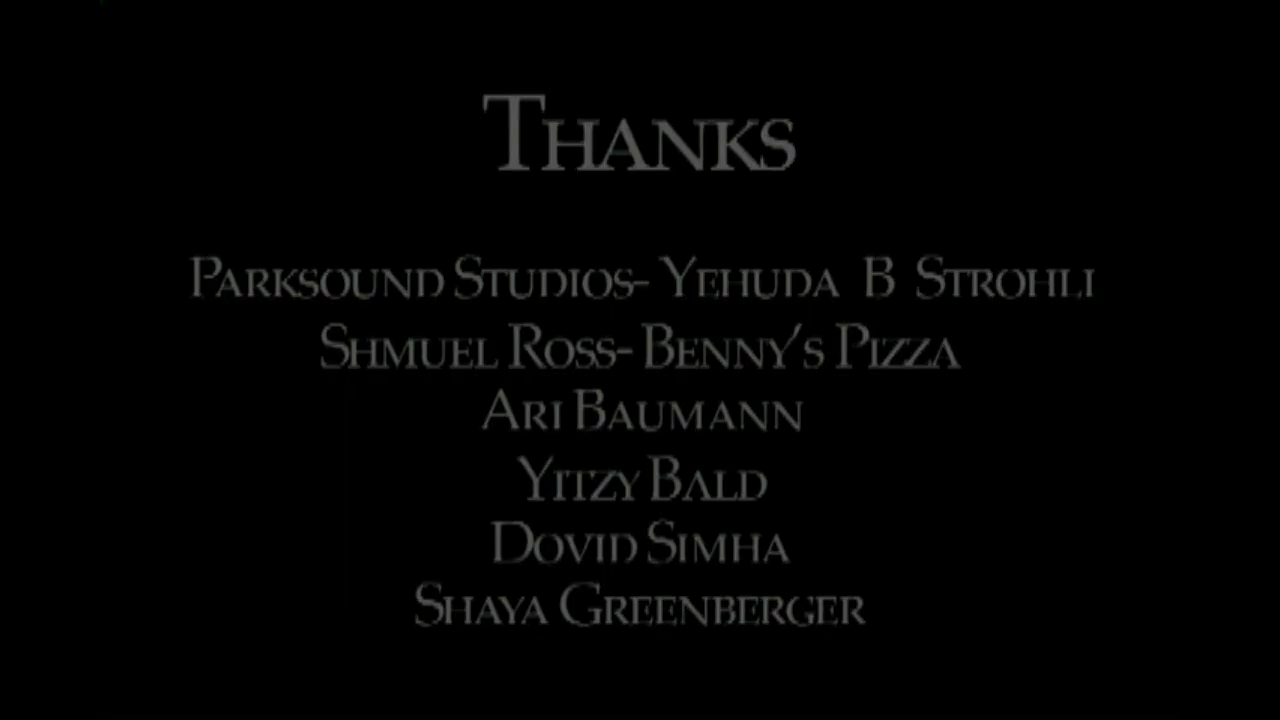 THANKS
PARKSOUND STUDIOS- YEHUDA B STROHLI
SHMUEL ROSS- BENNY'S PIZZA
ARI BAUMANN
YITZY BALD
DOVID SIMHA
SHAYA GREENBERGER